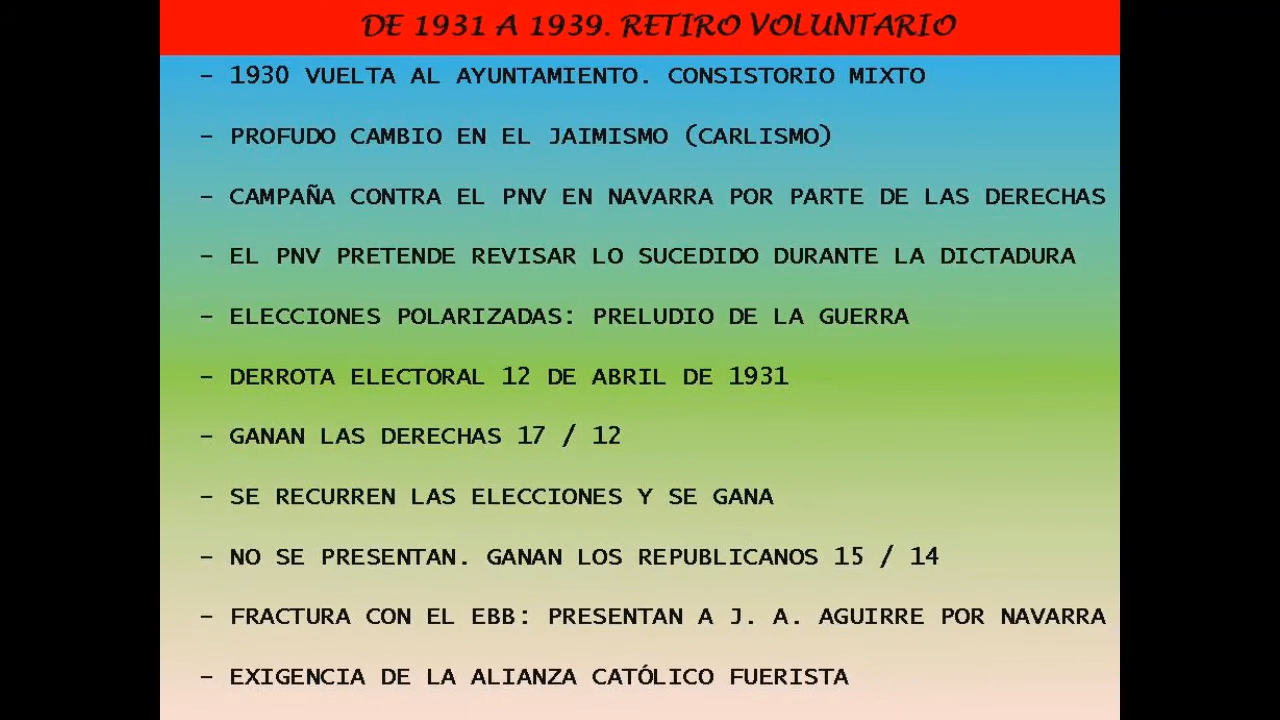 DE 1931 A 1939. RETIRO VOLUNTARIO
– 1930 VUELTA AL AYUNTAMIENTO. CONSISTORIO MIXTO
– PROFUDO CAMBIO EN EL JAIMISMO (CARLISMO)
– CAMPAÑA CONTRA EL PNV EN NAVARRA POR PARTE DE LAS DERECHAS
– EL PNV PRETENDE REVISAR LO SUCEDIDO DURANTE LA DICTADURA
– ELECCIONES POLARIZADAS: PRELUDIO DE LA GUERRA
– DERROTA ELECTORAL 12 DE ABRIL DE 1931
– GANAN LAS DERECHAS 17 / 12
– SE RECURREN LAS ELECCIONES Y SE GANA
– NO SE PRESENTAN. GANAN LOS REPUBLICANOS 15 / 14
– FRACTURA CON EL EBB: PRESENTAN A J. A. AGUIRRE POR NAVARRA
– EXIGENCIA DE LA ALIANZA CATÓLICO FUERISTA